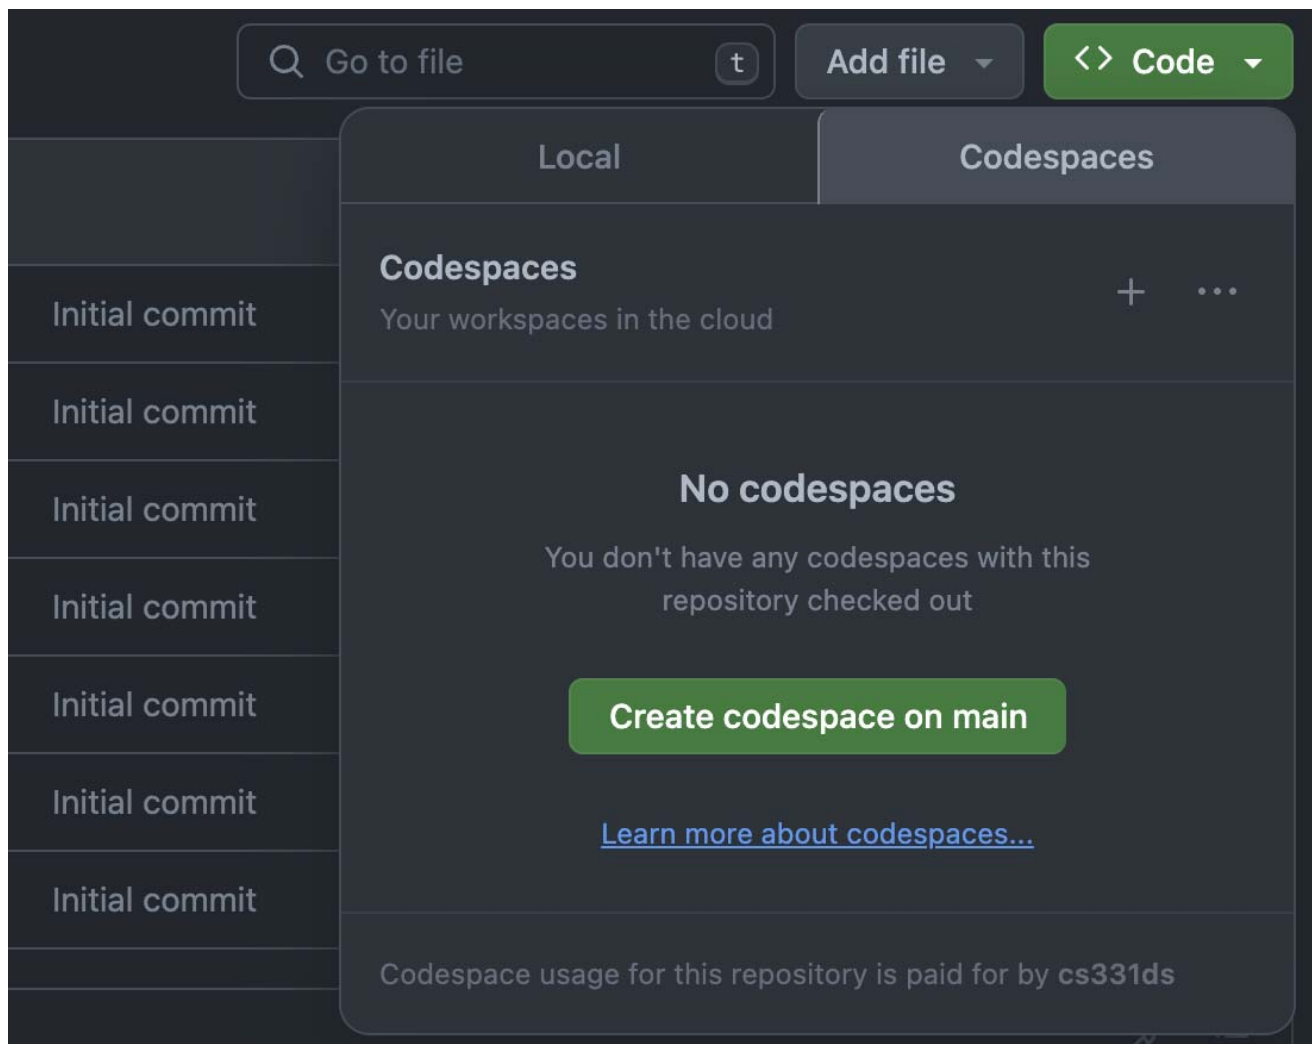 Go to file
t
Add file
<> Code
Local
Codespaces
Codespaces
Your workspaces in the cloud
Initial commit
Initial commit
Initial commit
Initial commit
Initial commit
Initial commit
Initial commit
No codespaces
You don't have any codespaces with this
repository checked out
Create codespace on main
Learn more about codespaces...
Codespace usage for this repository is paid for by cs331ds